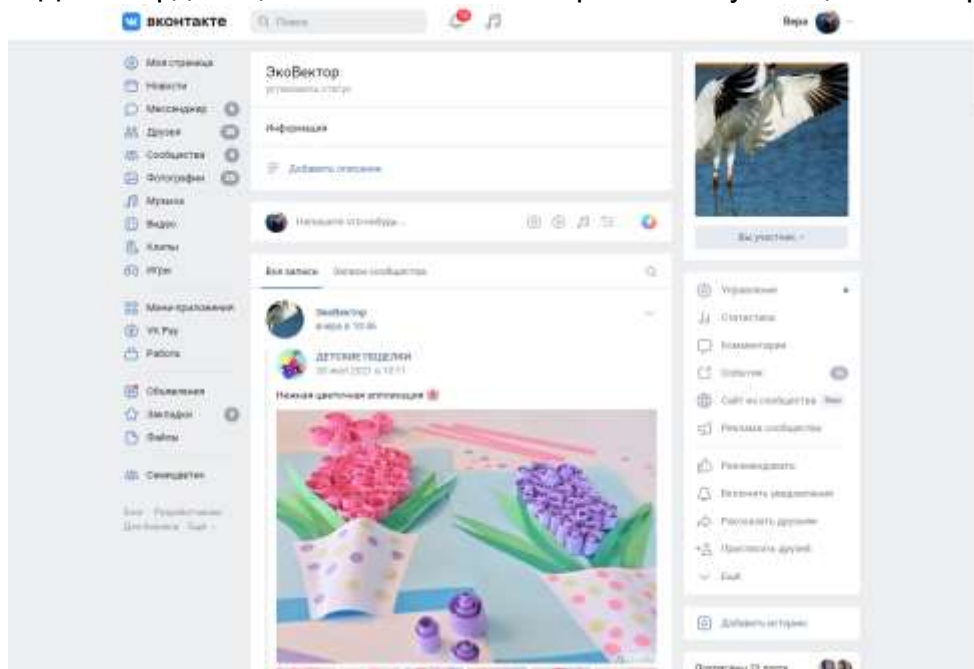 вконтакте
Поиск
Вера
Моя страница
Новости
Мессенджер
Друзья
Сообщества
Фотографии
Музыка
Видео
Клипы
Игры
Мини-приложения
VK Pay
Работа
Объявления
Закладки
Файлы
Семицветик
ЭкоВектор
установить статус
Информация
Добавить описание
Напишите что-нибудь...
Все записи Записи сообщества
ЭкоВектор
вчера в
ДЕТСКИЕ ПОДЕЛКИ
2021 в 10:11
Нежная цветочная аппликация
Вы участник
Управление
Статистика
Комментарии
События
Сайт из сообщества
Реклама сообщества
Рекомендовать
Включить уведомления
Рассказать друзьям
Пригласить друзей
Ещё
Добавить историю